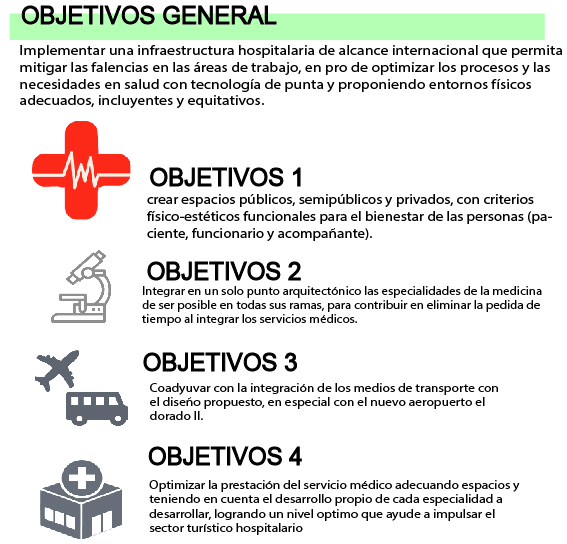 OBJETIVOS GENERAL
Implementar una infraestructura hospitalaria de alcance internacional que permita
mitigar las falencias en las áreas de trabajo, en pro de optimizar los procesos y las
necesidades en salud con tecnología de punta y proponiendo entornos físicos
adecuados, incluyentes y equitativos.
OBJETIVOS 1
crear espacios públicos, semipúblicos y privados, con criterios
físico-estéticos funcionales para el bienestar de las personas (pa-
ciente, funcionario y acompañante).
OBJETIVOS 2
Integrar en un solo punto arquitectónico las especialidades de la medicina
de ser posible en todas sus ramas, para contribuir en eliminar la pedida de
tiempo al integrar los servicios médicos.
OBJETIVOS 3
Coadyuvar con la integración de los medios de transporte con
el diseño propuesto, en especial con el nuevo aeropuerto el
dorado II.
OBJETIVOS 4
Optimizar la prestación del servicio médico adecuando espacios y
teniendo en cuenta el desarrollo propio de cada especialidad a
desarrollar, logrando un nivel optimo que ayude a impulsar el
sector turístico hospitalario